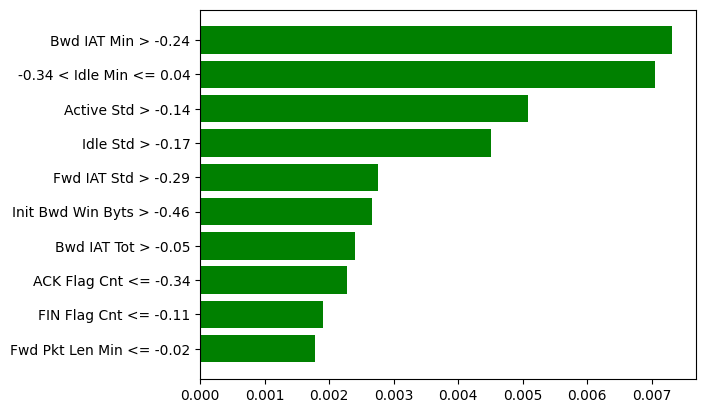 Bwd IAT Min > -0.24
-0.34 < Idle Min <= 0.04
Active Std > -0.14
Idle Std > -0.17
Fwd IAT Std > -0.29
Init Bwd Win Byts > -0.46
Bwd IAT Tot > -0.05
ACK Flag Cnt <= -0.34
FIN Flag Cnt <= -0.11
Fwd Pkt Len Min <= -0.02
0.000 0.001 0.002 0.003 0.004 0.005 0.006 0.007